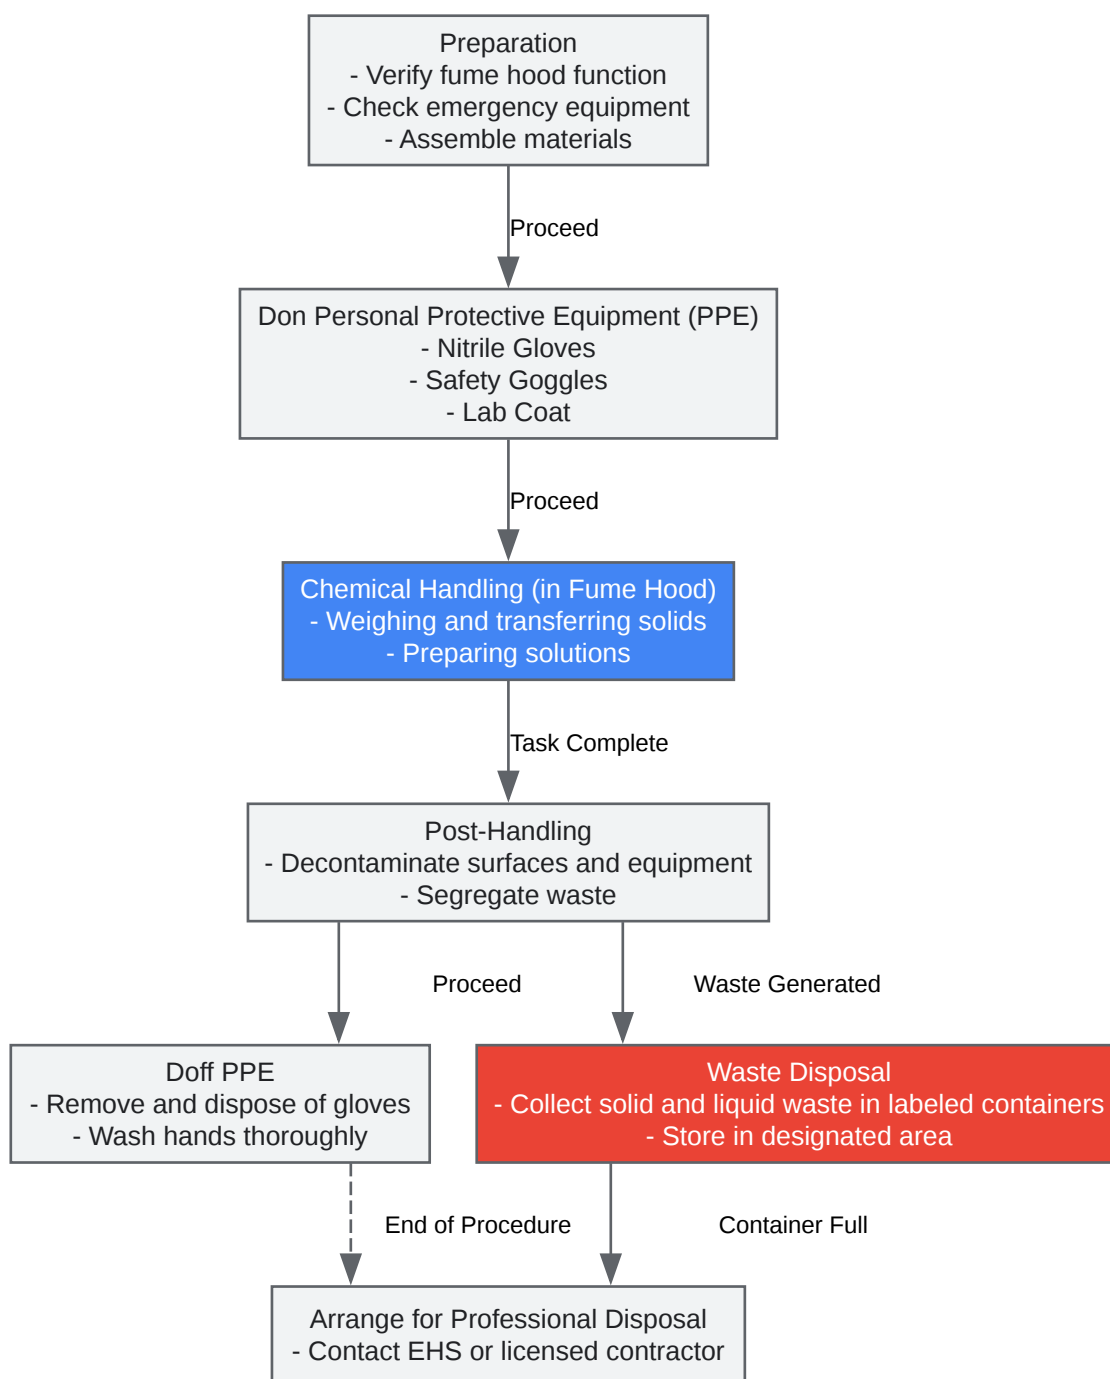 Preparation
- Verify fume hood function
- Check emergency equipment
- Assemble materials
Proceed
Don Personal Protective Equipment (PPE)
- Nitrile Gloves
- Safety Goggles
- Lab Coat
Proceed
Chemical Handling (in Fume Hood)
- Weighing and transferring solids
- Preparing solutions
Task Complete
Post-Handling
- Decontaminate surfaces and equipment
- Segregate waste
Proceed
Waste Generated
Doff PPE
- Remove and dispose of gloves
- Wash hands thoroughly
Waste Disposal
- Collect solid and liquid waste in labeled containers
- Store in designated area
End of Procedure
Container Full
Arrange for Professional Disposal
- Contact EHS or licensed contractor